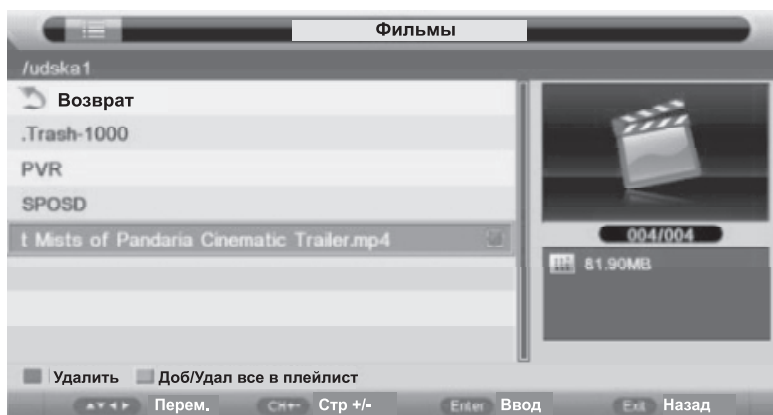 Фильмы
/udska1
Возврат
.Trash-1000
PVR
SPOSD
t Mists of Pandaria Cinematic Trailer.mp4
004/004
81.90MB
Удалить Доб/Удал все в плейлист
Перем. CH+- Стр +/- Enter Ввод Exit Назад